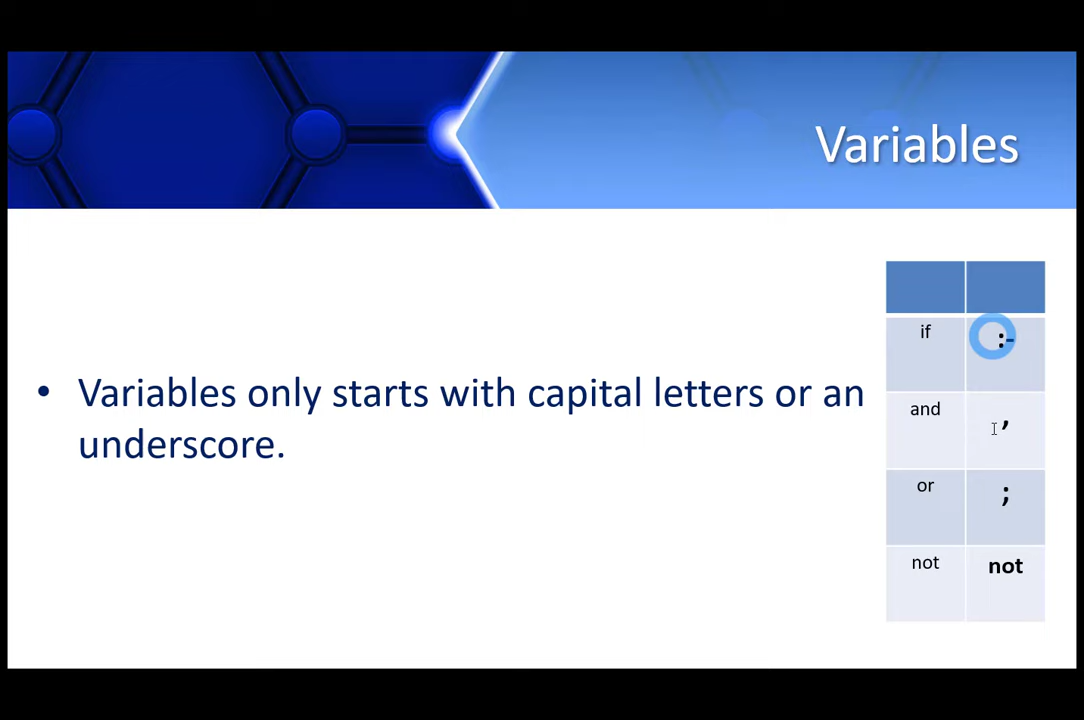 Variables
• Variables only starts with capital letters or an
underscore.
if :-
and ,
or ;
not not